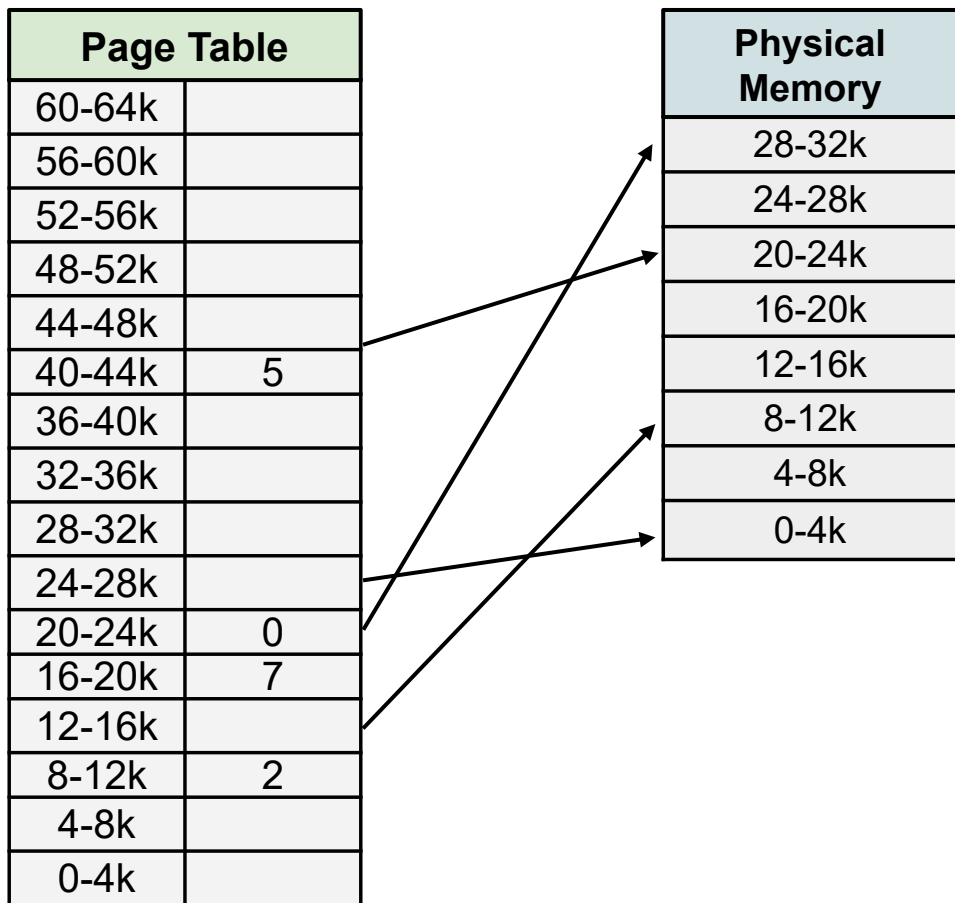 Page Table
60-64k
56-60k
52-56k
48-52k
44-48k
40-44k 5
36-40k
32-36k
28-32k
24-28k
20-24k 0
16-20k 7
12-16k
8-12k 2
4-8k
0-4k
Physical
Memory
28-32k
24-28k
20-24k
16-20k
12-16k
8-12k
4-8k
0-4k